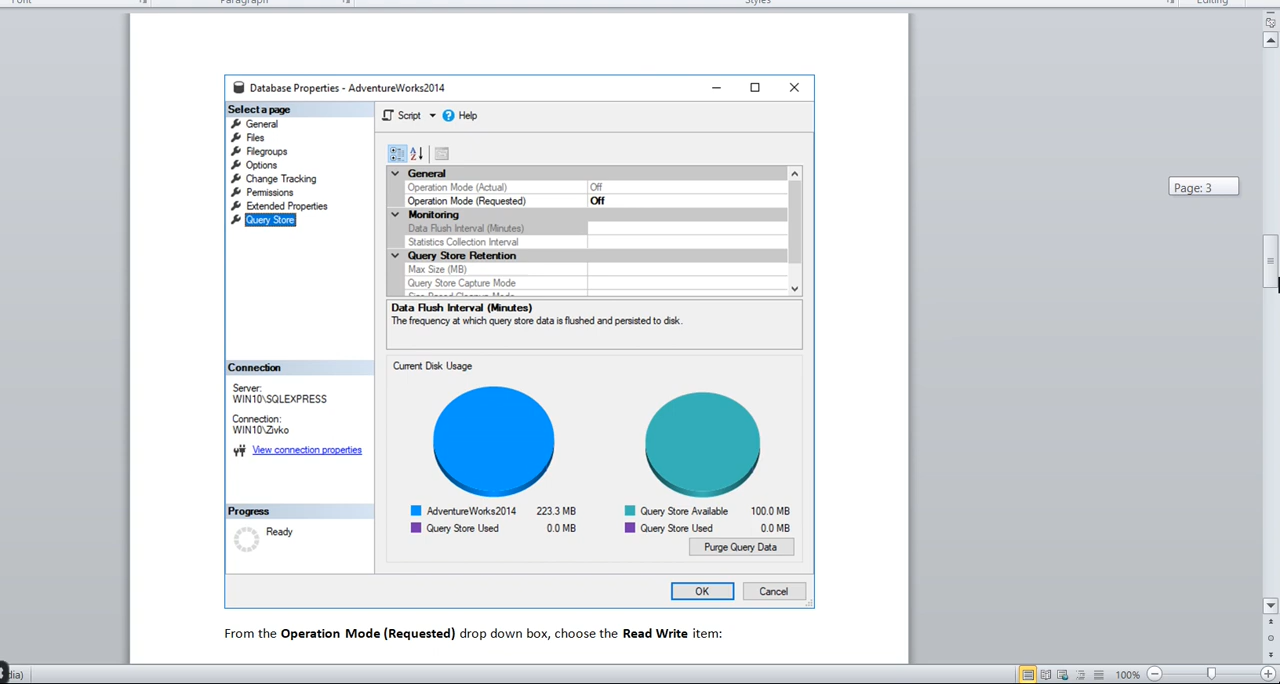 Font
Paragraph
Styles
Editing
Database Properties - AdventureWorks2014
Select a page
General
Files
Filegroups
Options
Change Tracking
Permissions
Extended Properties
Query Store
Script
Help
General
Operation Mode (Actual) Off
Operation Mode (Requested) Off
Monitoring
Data Flush Interval (Minutes)
Statistics Collection Interval
Query Store Retention
Max Size (MB)
Query Store Capture Mode
Size Based Cleanup Mode
Data Flush Interval (Minutes)
The frequency at which query store data is flushed and persisted to disk.
Connection
Server:
WIN10\SQLEXPRESS
Connection:
WIN10\Zivko
View connection properties
Progress
Ready
Current Disk Usage
AdventureWorks2014 223.3 MB
Query Store Used 0.0 MB
Query Store Available 100.0 MB
Query Store Used 0.0 MB
Purge Query Data
OK
Cancel
Page: 3
From the Operation Mode (Requested) drop down box, choose the Read Write item:
dia)
100%